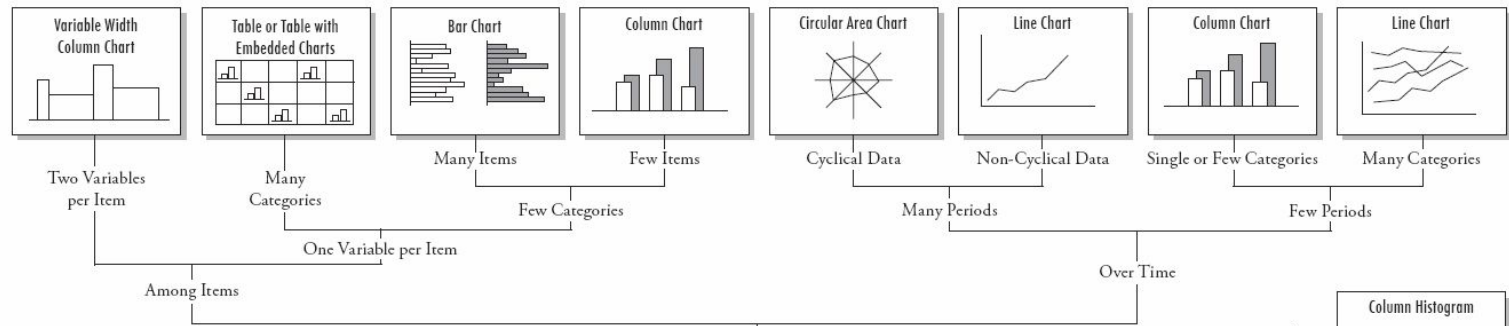 Variable Width
Column Chart
Table or Table with
Embedded Charts
Bar Chart
Column Chart
Circular Area Chart
Line Chart
Column Chart
Line Chart
Many Items
Few Items
Cyclical Data
Non-Cyclical Data
Single or Few Categories
Many Categories
Two Variables
per Item
Many
Categories
Few Categories
Many Periods
Few Periods
One Variable per Item
Over Time
Among Items
Column Histogram